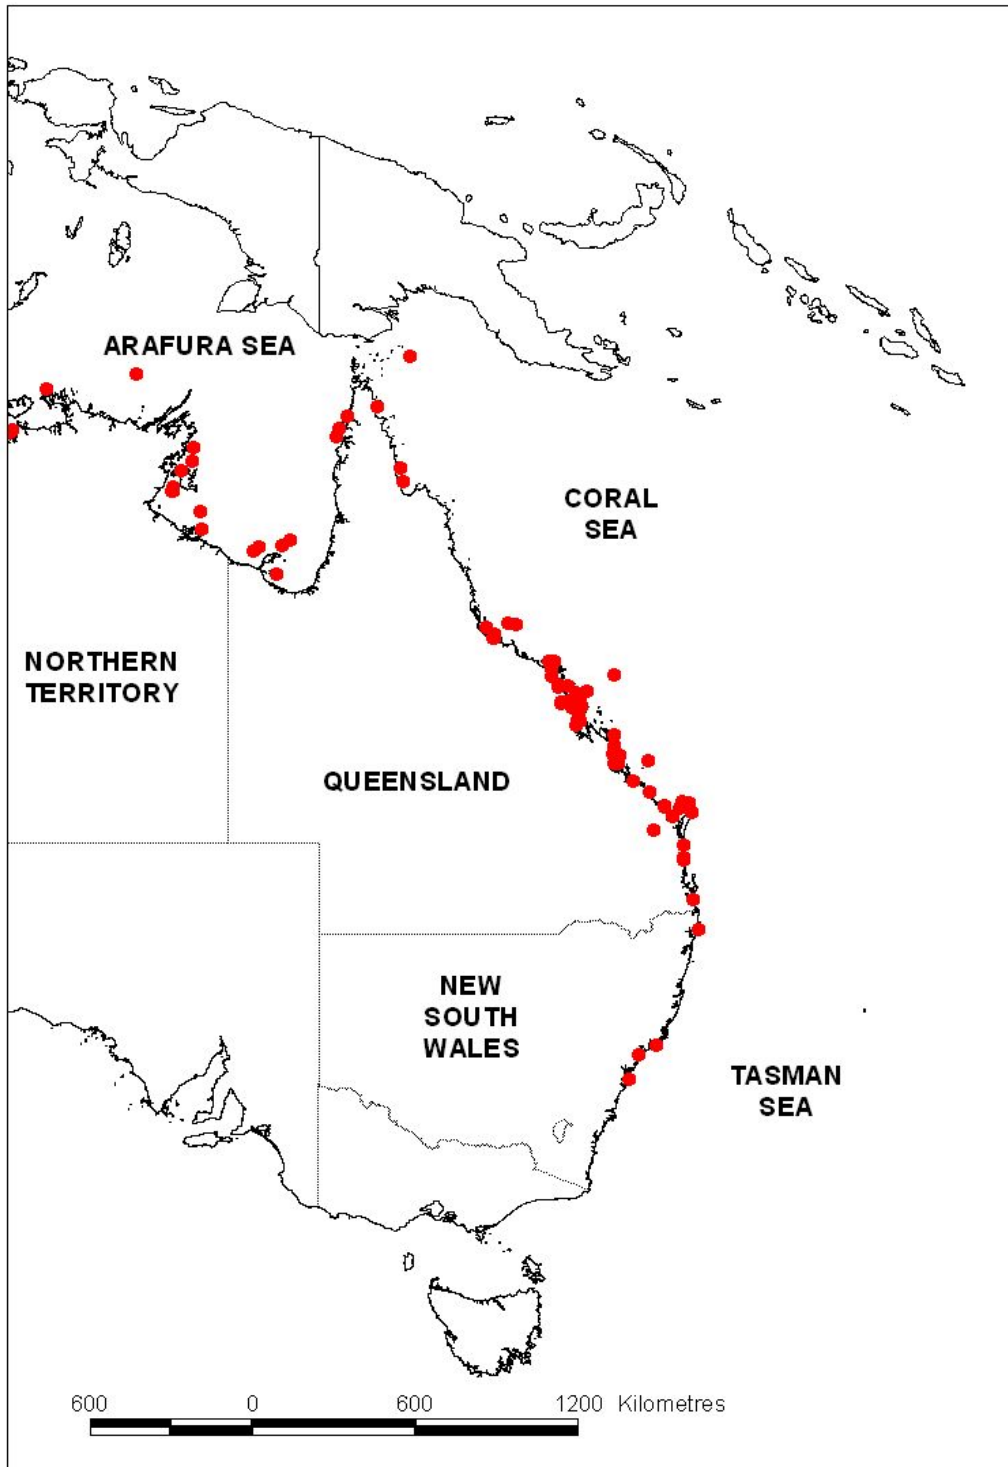 ARAFURA SEA
CORAL
SEA
NORTHERN
TERRITORY
QUEENSLAND
NEW
SOUTH
WALES
TASMAN
SEA
600 0 600 1200 Kilometres